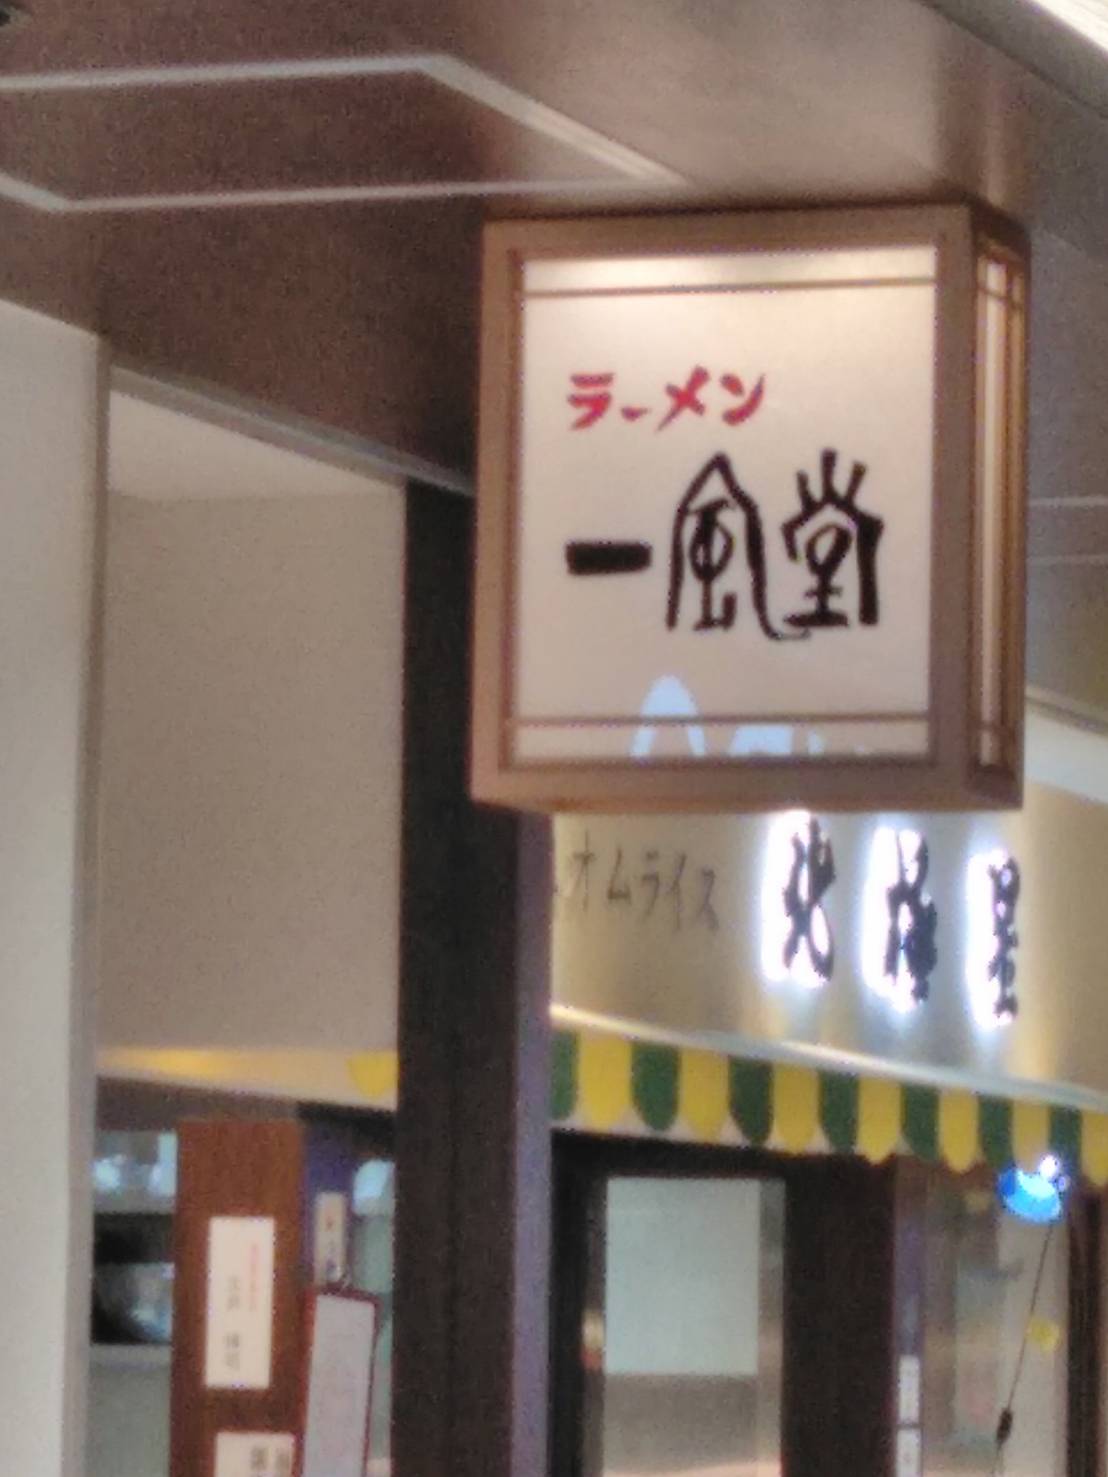 ラーメン
一風堂
オムライス
北極星